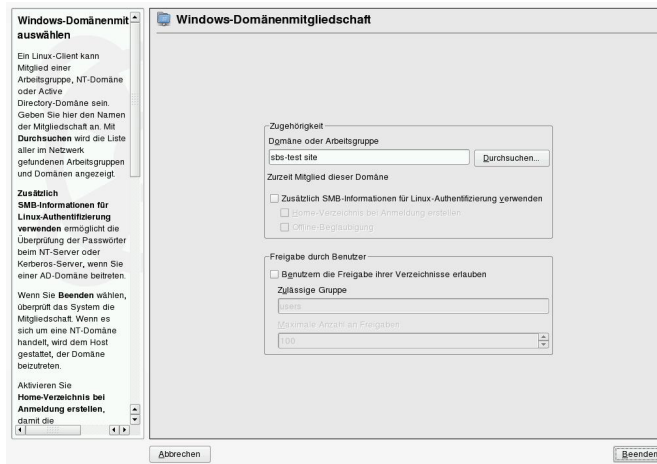 Windows-Domänenmit
auswählen
Ein Linux-Client kann
Mitglied einer
Arbeitsgruppe, NT-Domäne
oder Active
Directory-Domäne sein.
Geben Sie hier den Namen
der Mitgliedschaft an. Mit
Durchsuchen wird die Liste
aller im Netzwerk
gefundenen Arbeitsgruppen
und Domänen angezeigt.
Zusätzlich
SMB-Informationen für
Linux-Authentifizierung
verwenden ermöglicht die
Überprüfung der Passwörter
beim NT-Server oder
Kerberos-Server, wenn Sie
einer AD-Domäne beitreten.
Wenn Sie Beenden wählen,
überprüft das System die
Mitgliedschaft. Wenn es
sich um eine NT-Domäne
handelt, wird dem Host
gestattet, der Domäne
beizutreten.
Aktivieren Sie
Home-Verzeichnis bei
Anmeldung erstellen,
damit die
Windows-Domänenmitgliedschaft
Zugehörigkeit
Domäne oder Arbeitsgruppe
sbs-test site
Durchsuchen...
Zurzeit Mitglied dieser Domäne
Zusätzlich SMB-Informationen für Linux-Authentifizierung verwenden
Home-Verzeichnis bei Anmeldung erstellen
Offline-Beglaubigung
Freigabe durch Benutzer
Benutzern die Freigabe ihrer Verzeichnisse erlauben
Zulässige Gruppe
users
Maximale Anzahl an Freigaben
100
Abbrechen
Beenden